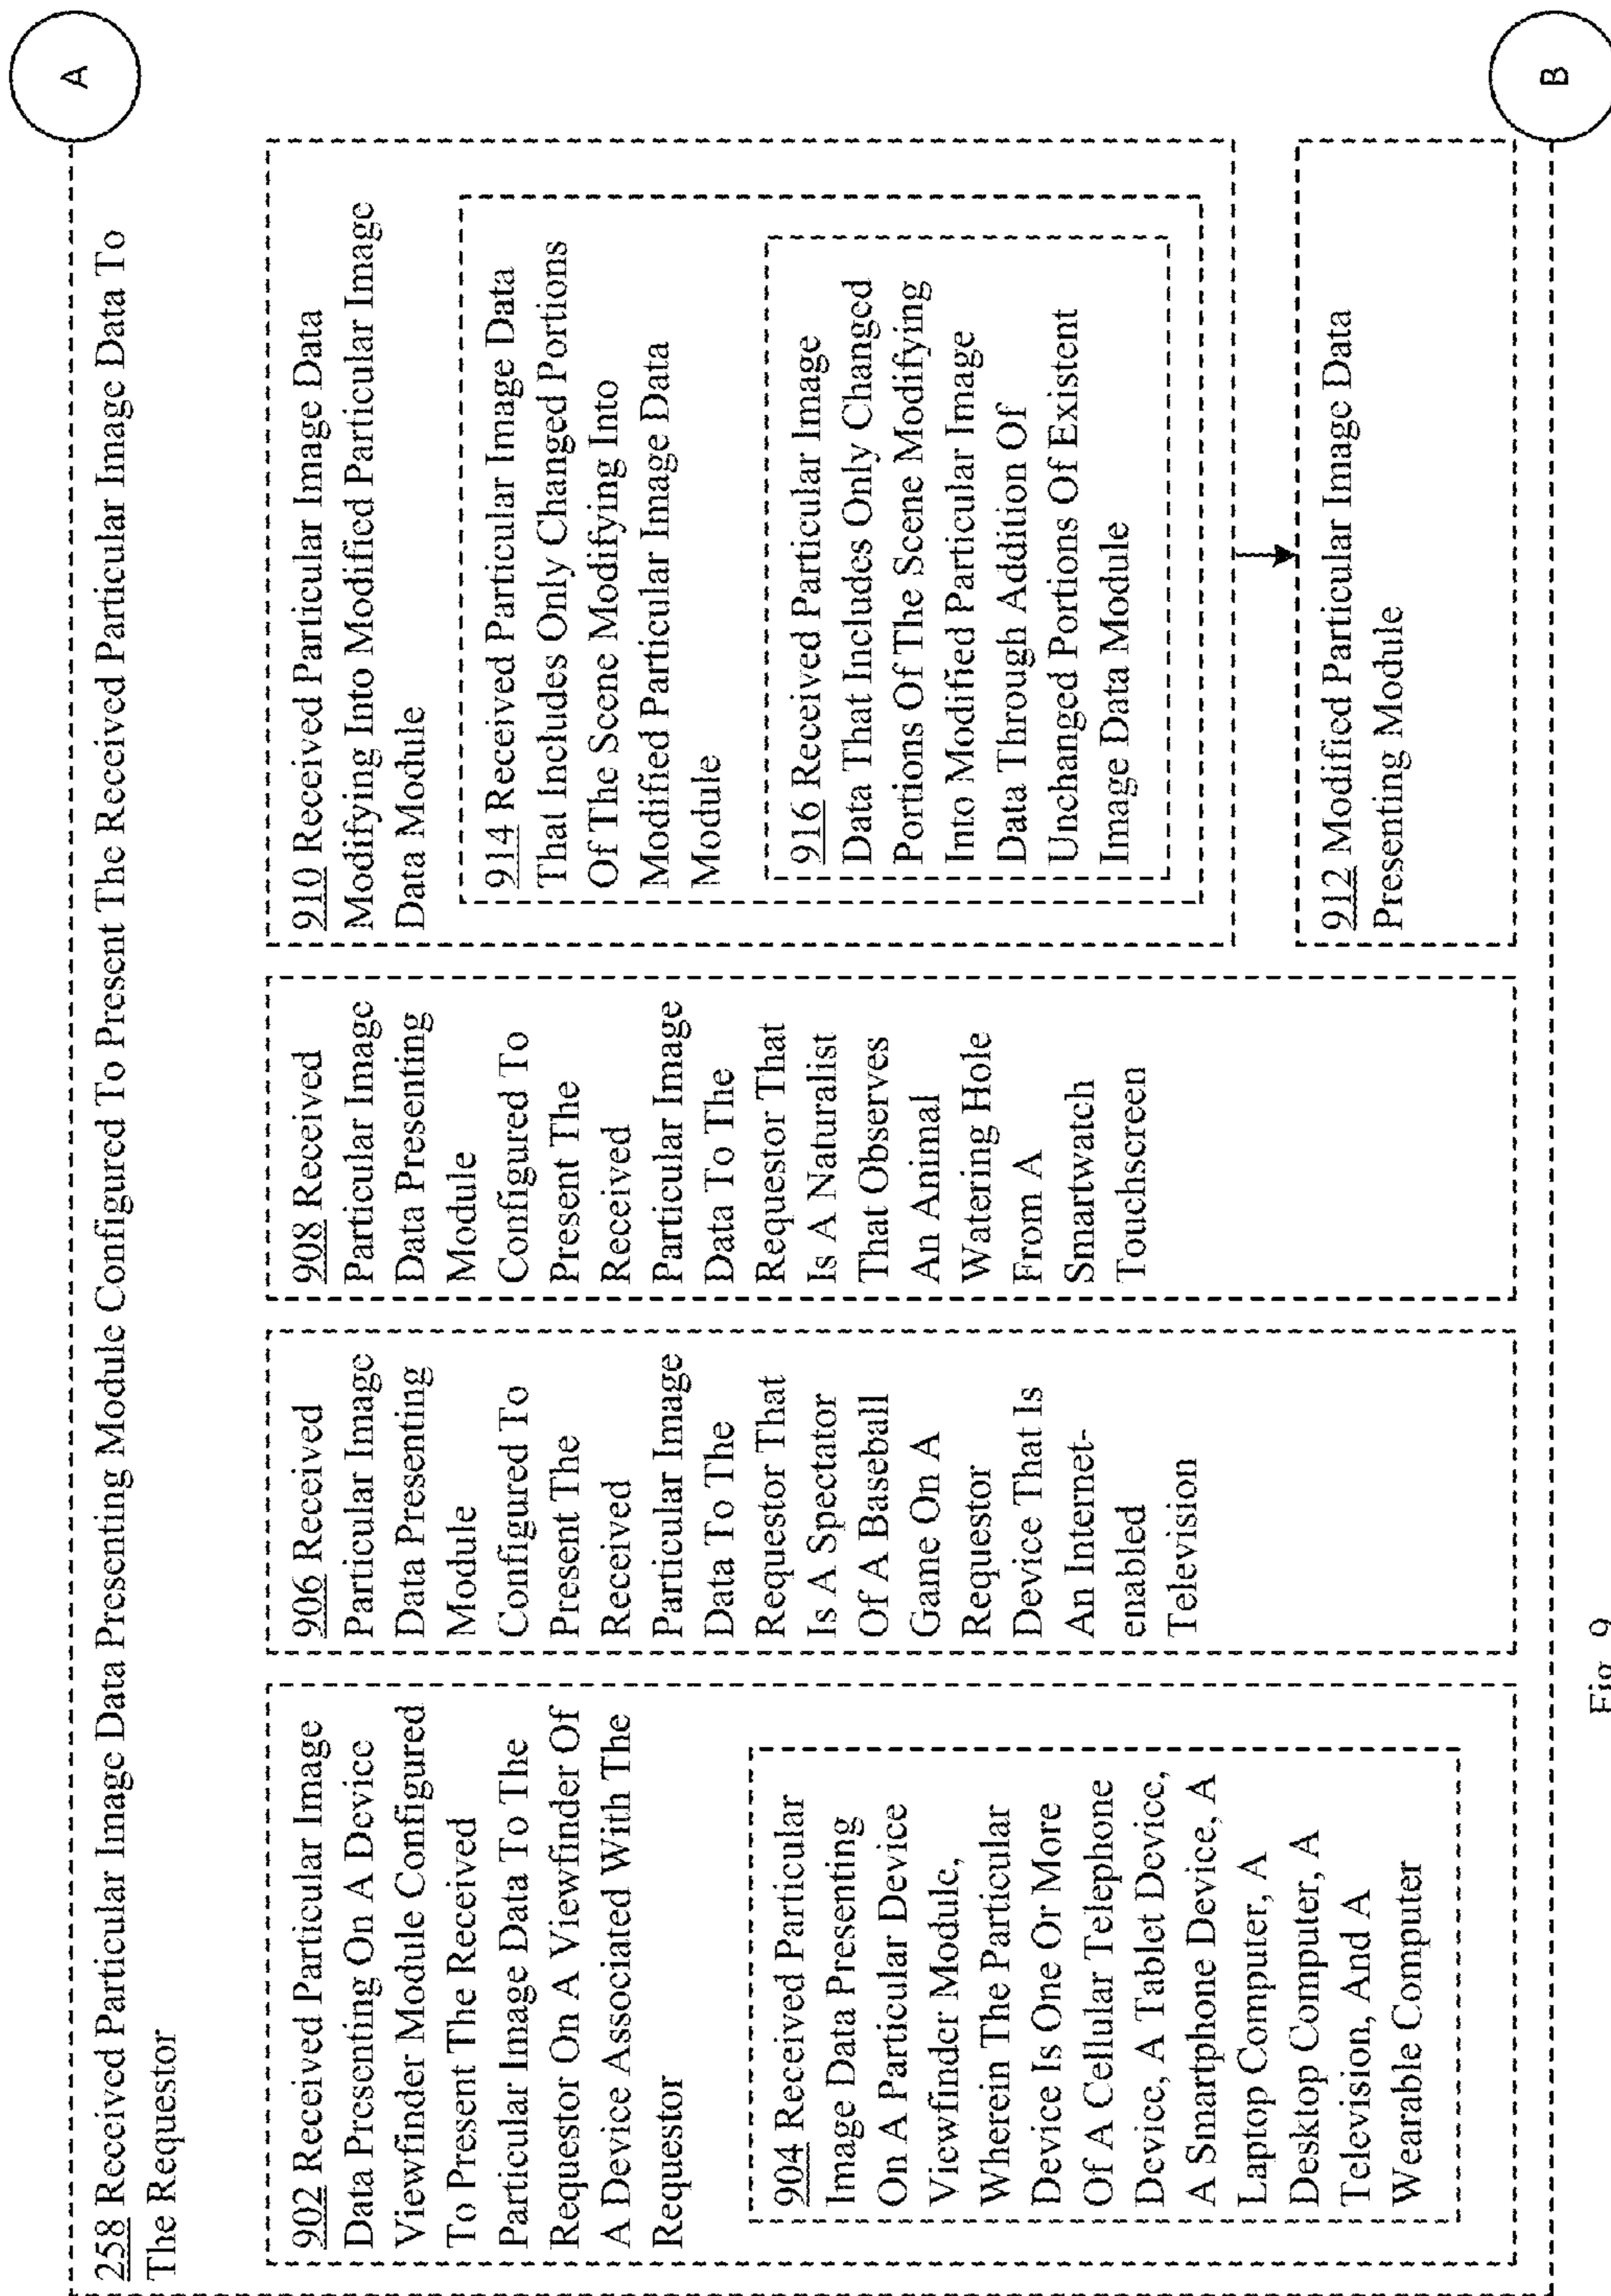 258 Received Particular Image Data Presenting Module Configured To Present The Received Particular Image Data To
The Requestor
902 Received Particular Image
Data Presenting On A Device
Viewfinder Module Configured
To Present The Received
Particular Image Data To The
Requestor On A Viewfinder Of
A Device Associated With The
Requestor
904 Received Particular
Image Data Presenting
On A Particular Device
Viewfinder Module,
Wherein The Particular
Device Is One Or More
Of A Cellular Telephone
Device, A Tablet Device,
A Smartphone Device, A
Laptop Computer, A
Desktop Computer, A
Television, And A
Wearable Computer
906 Received
Particular Image
Data Presenting
Module
Configured To
Present The
Received
Particular Image
Data To The
Requestor That
Is A Spectator
Of A Baseball
Game On A
Requestor
Device That Is
An Internet-
enabled
Television
908 Received
Particular Image
Data Presenting
Module
Configured To
Present The
Received
Particular Image
Data To The
Requestor That
Is A Naturalist
That Observes
An Animal
Watering Hole
From A
Smartwatch
Touchscreen
910 Received Particular Image Data
Modifying Into Modified Particular Image
Data Module
914 Received Particular Image Data
That Includes Only Changed Portions
Of The Scene Modifying Into
Modified Particular Image Data
Module
916 Received Particular Image
Data That Includes Only Changed
Portions Of The Scene Modifying
Into Modified Particular Image
Data Through Addition Of
Unchanged Portions Of Existent
Image Data Module
912 Modified Particular Image Data
Presenting Module
A
B
Fig. 9